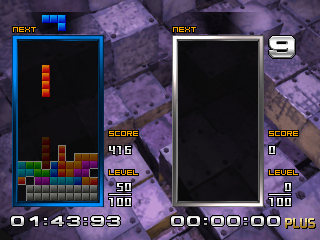 NEXT
NEXT
9
SCORE
416
LEVEL
50
100
SCORE
0
LEVEL
0
100
01:43:93
00:00:00 PLUS